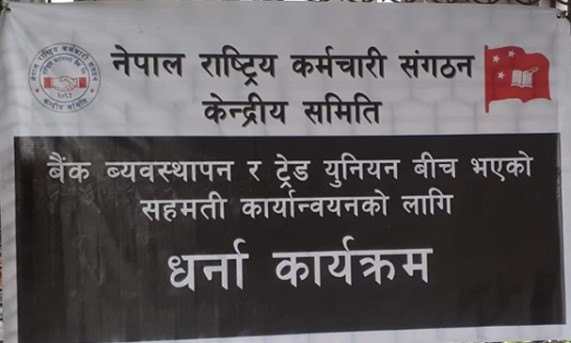 नेपाल राष्ट्रिय कर्मचारी संगठन
केन्द्रीय समिति
बैंक ब्यवस्थापन र ट्रेड युनियन बीच भएको
सहमती कार्यान्वयनको लागि
धर्ना कार्यक्रम